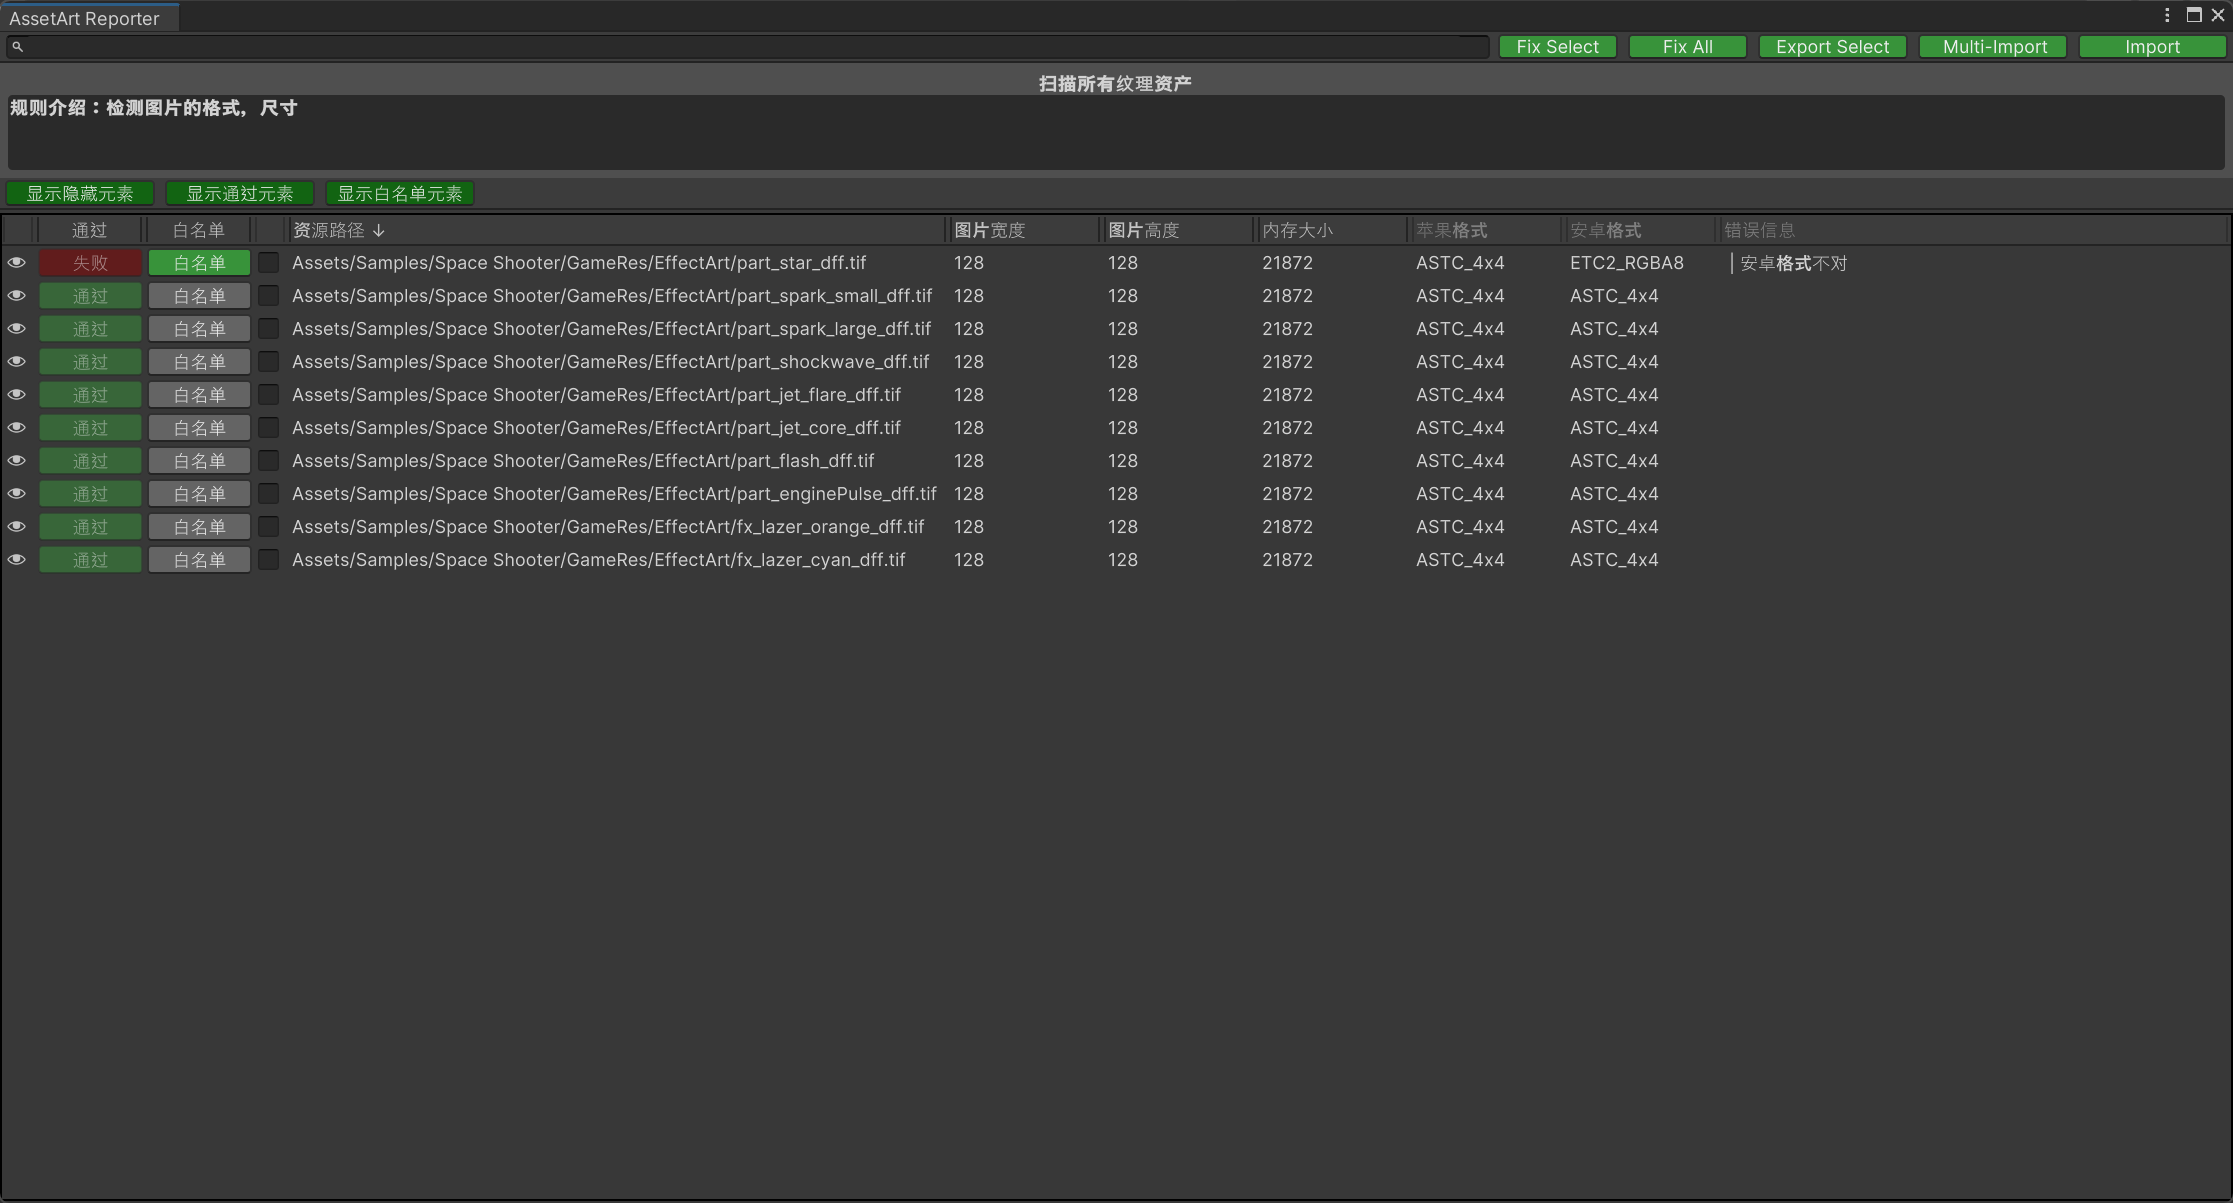 AssetArt Reporter
Fix Select Fix All Export Select Multi-Import Import
扫描所有纹理资产
规则介绍：检测图片的格式，尺寸
显示隐藏元素 显示通过元素 显示白名单元素
通过 白名单 资源路径 ↓ 图片宽度 图片高度 内存大小 苹果格式 安卓格式 错误信息
失败 白名单 Assets/Samples/Space Shooter/GameRes/EffectArt/part_star_dff.tif 128 128 21872 ASTC_4x4 ETC2_RGBA8 | 安卓格式不对
通过 白名单 Assets/Samples/Space Shooter/GameRes/EffectArt/part_spark_small_dff.tif 128 128 21872 ASTC_4x4 ASTC_4x4
通过 白名单 Assets/Samples/Space Shooter/GameRes/EffectArt/part_spark_large_dff.tif 128 128 21872 ASTC_4x4 ASTC_4x4
通过 白名单 Assets/Samples/Space Shooter/GameRes/EffectArt/part_shockwave_dff.tif 128 128 21872 ASTC_4x4 ASTC_4x4
通过 白名单 Assets/Samples/Space Shooter/GameRes/EffectArt/part_jet_flare_dff.tif 128 128 21872 ASTC_4x4 ASTC_4x4
通过 白名单 Assets/Samples/Space Shooter/GameRes/EffectArt/part_jet_core_dff.tif 128 128 21872 ASTC_4x4 ASTC_4x4
通过 白名单 Assets/Samples/Space Shooter/GameRes/EffectArt/part_flash_dff.tif 128 128 21872 ASTC_4x4 ASTC_4x4
通过 白名单 Assets/Samples/Space Shooter/GameRes/EffectArt/part_enginePulse_dff.tif 128 128 21872 ASTC_4x4 ASTC_4x4
通过 白名单 Assets/Samples/Space Shooter/GameRes/EffectArt/fx_lazer_orange_dff.tif 128 128 21872 ASTC_4x4 ASTC_4x4
通过 白名单 Assets/Samples/Space Shooter/GameRes/EffectArt/fx_lazer_cyan_dff.tif 128 128 21872 ASTC_4x4 ASTC_4x4